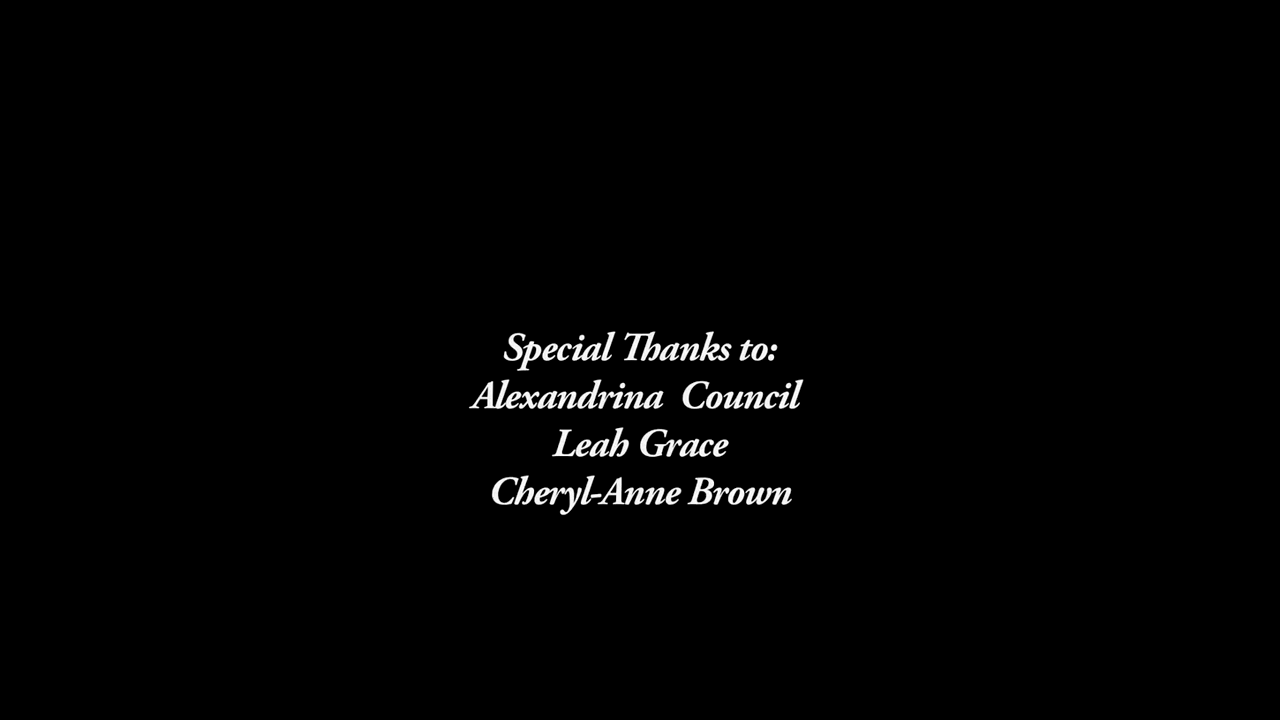 Special Thanks to:
Alexandrina  Council
Leah Grace
Cheryl-Anne Brown